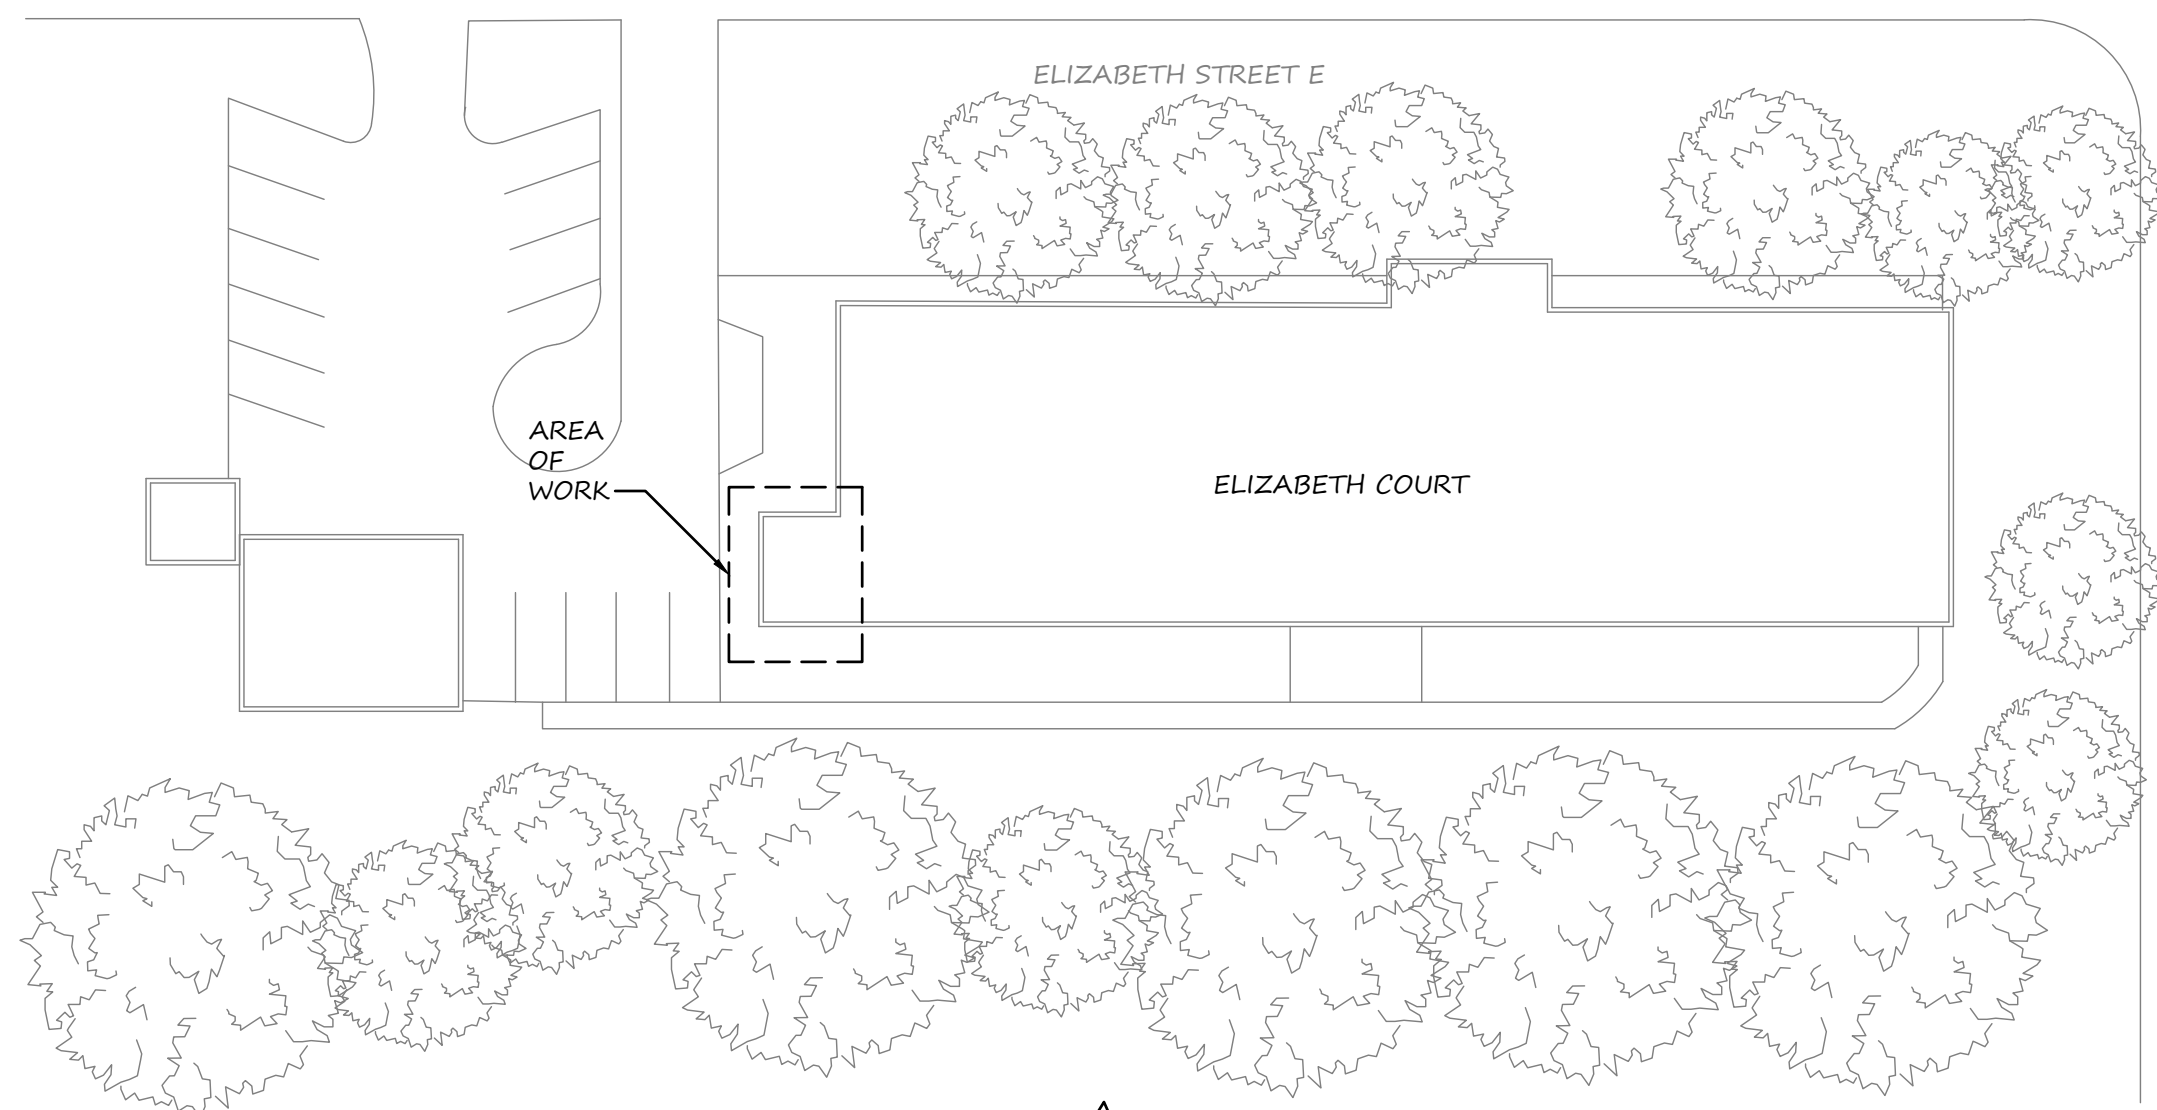 ELIZABETH STREET E
AREA
OF
WORK
ELIZABETH COURT